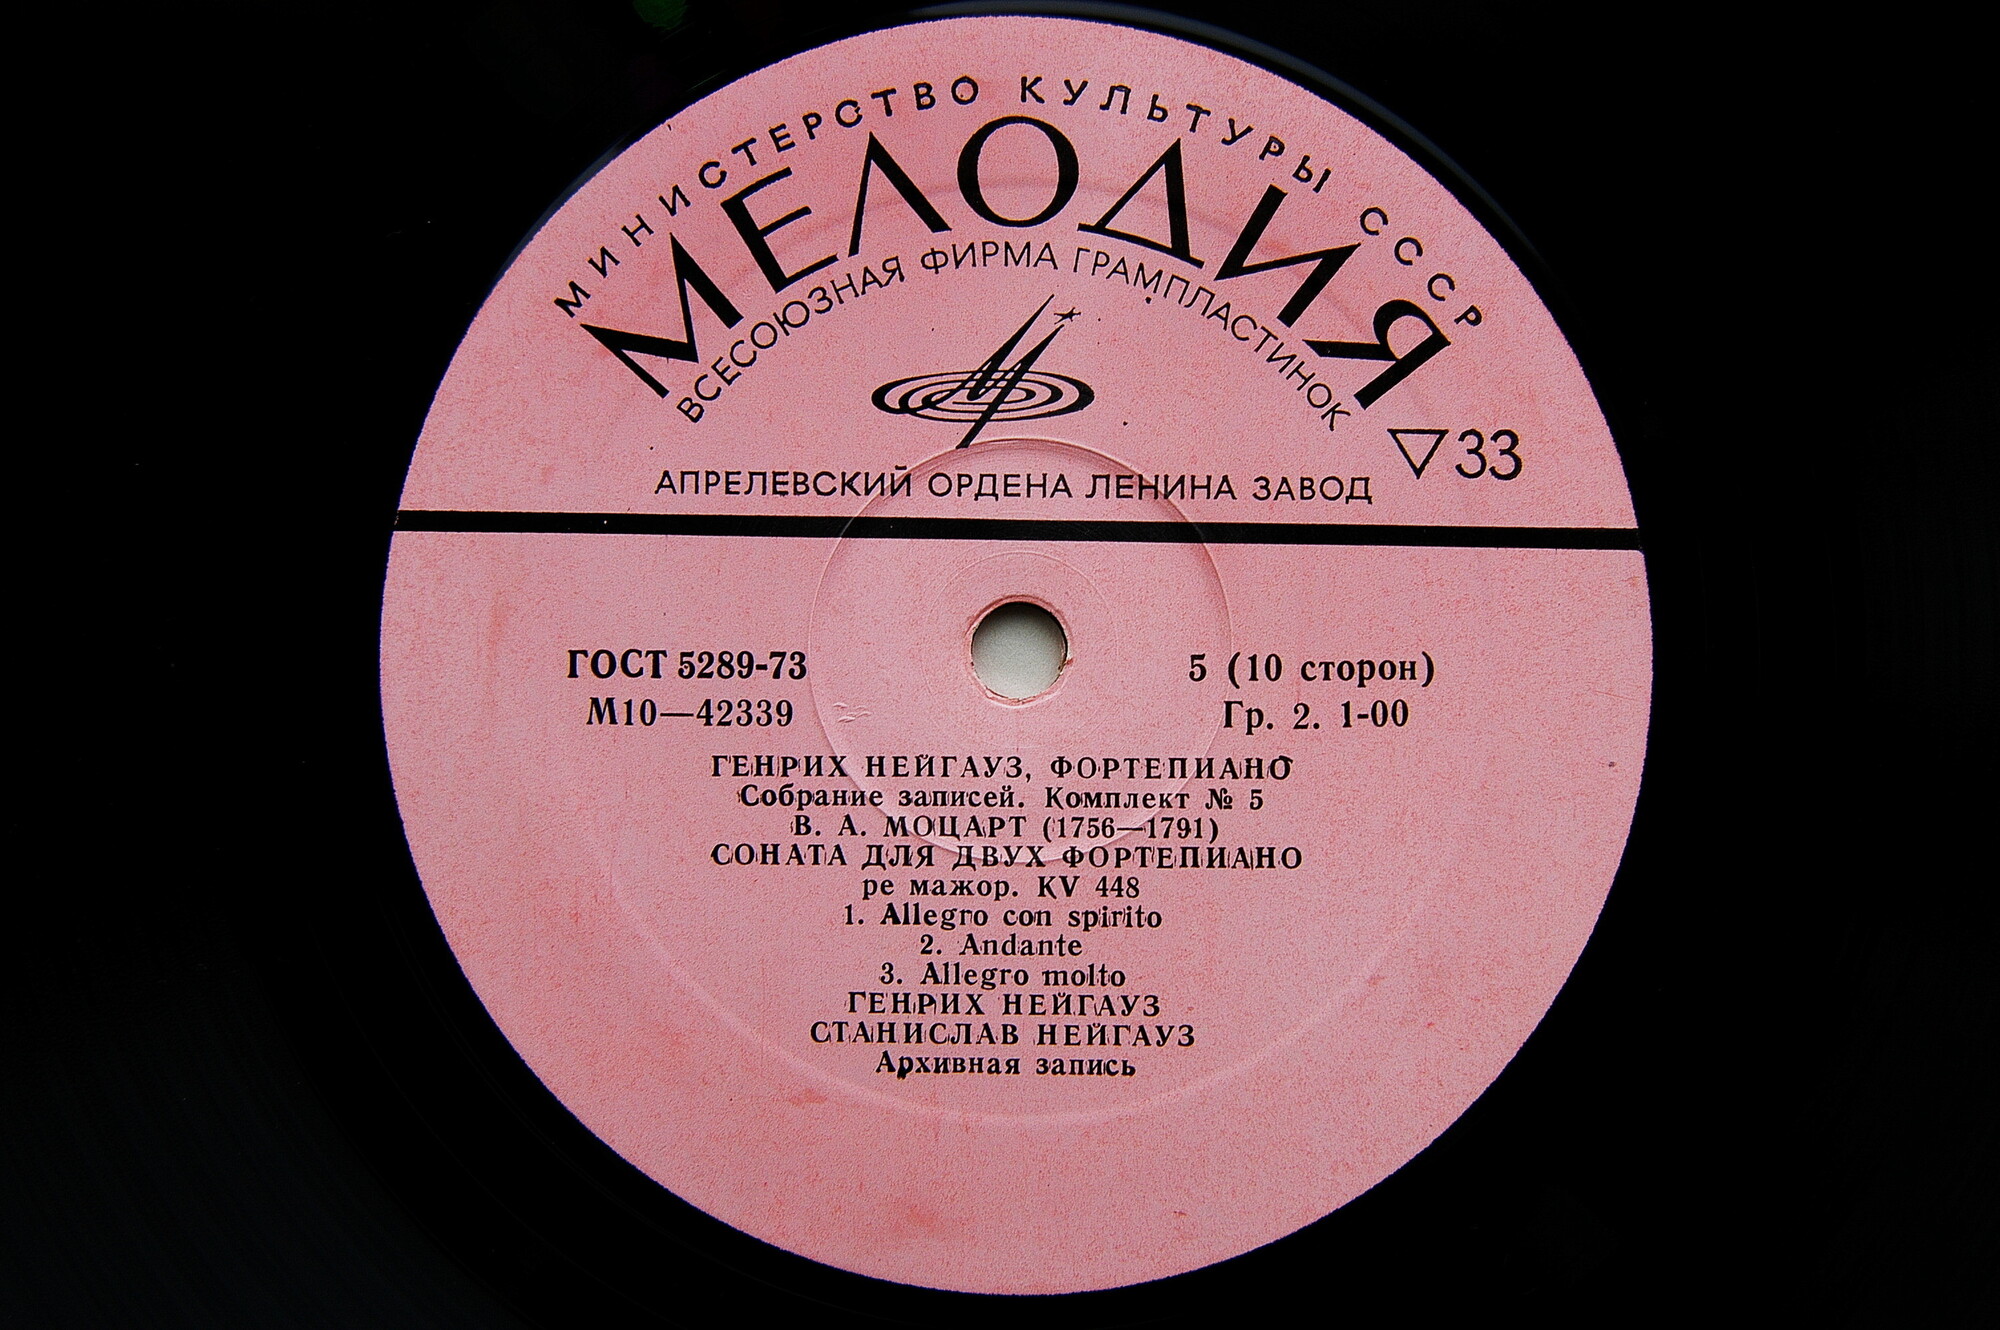 МИНИСТЕРСТВО КУЛЬТУРЫ СССР
МЕЛОДИЯ
ВСЕСОЮЗНАЯ ФИРМА ГРАМПЛАСТИНОК
▽33
АПРЕЛЕВСКИЙ ОРДЕНА ЛЕНИНА ЗАВОД
ГОСТ 5289-73
5 (10 сторон)
М10—42339
Гр. 2. 1-00
ГЕНРИХ НЕЙГАУЗ, ФОРТЕПИАНО
Собрание записей. Комплект № 5
В. А. МОЦАРТ (1756—1791)
СОНАТА ДЛЯ ДВУХ ФОРТЕПИАНО
ре мажор. KV 448
1. Allegro con spirito
2. Andante
3. Allegro molto
ГЕНРИХ НЕЙГАУЗ
СТАНИСЛАВ НЕЙГАУЗ
Архивная запись